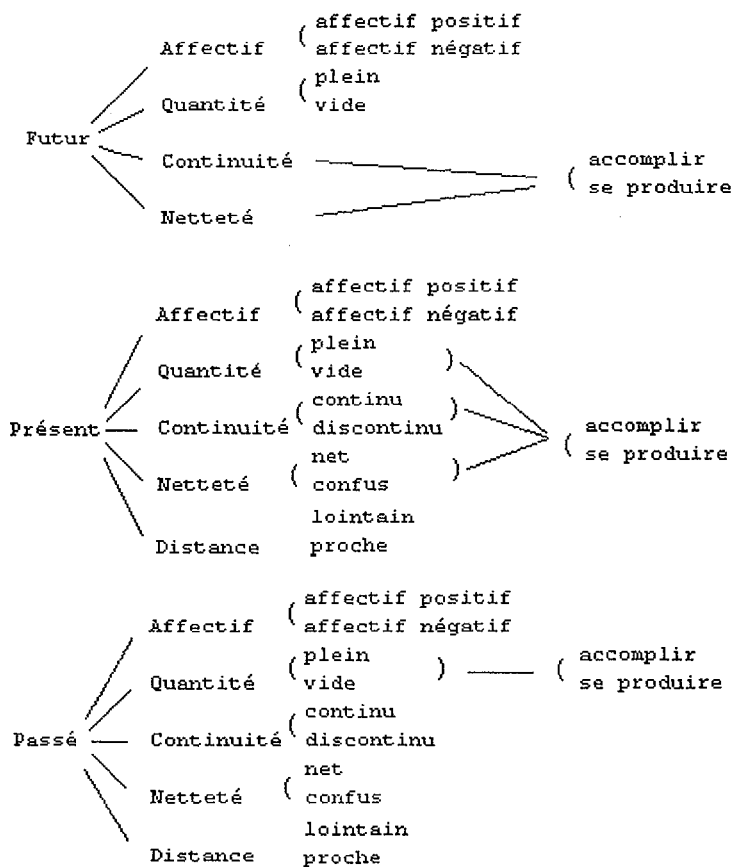 affectif positif
Affectif ( affectif négatif
plein
Quantité ( vide
Futur
Continuité ( accomplir
se produire
Netteté
affectif positif
Affectif ( affectif négatif
plein
Quantité ( vide )
continu
Présent Continuité ( discontinu ) ( accomplir
se produire
net
Netteté ( confus )
lointain
Distance proche
affectif positif
Affectif ( affectif négatif
plein accomplir
Quantité ( vide ) ( se produire
continu
Passé Continuité ( discontinu
net
Netteté ( confus
lointain
Distance proche